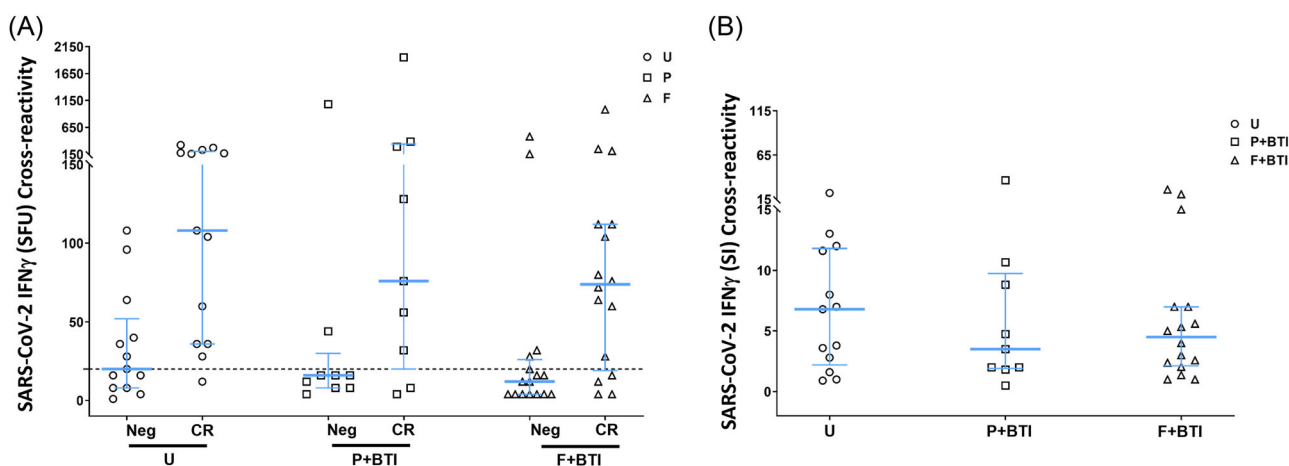 (A)
SARS-CoV-2 IFNγ (SFU) Cross-reactivity
2150
1650
1150
650
150
150
100
50
0
U
P
F
Neg
CR
Neg
CR
Neg
CR
U
P+BTI
F+BTI
(B)
SARS-CoV-2 IFNγ (SI) Cross-reactivity
115
65
15
15
10
5
0
U
P+BTI
F+BTI
U
P+BTI
F+BTI